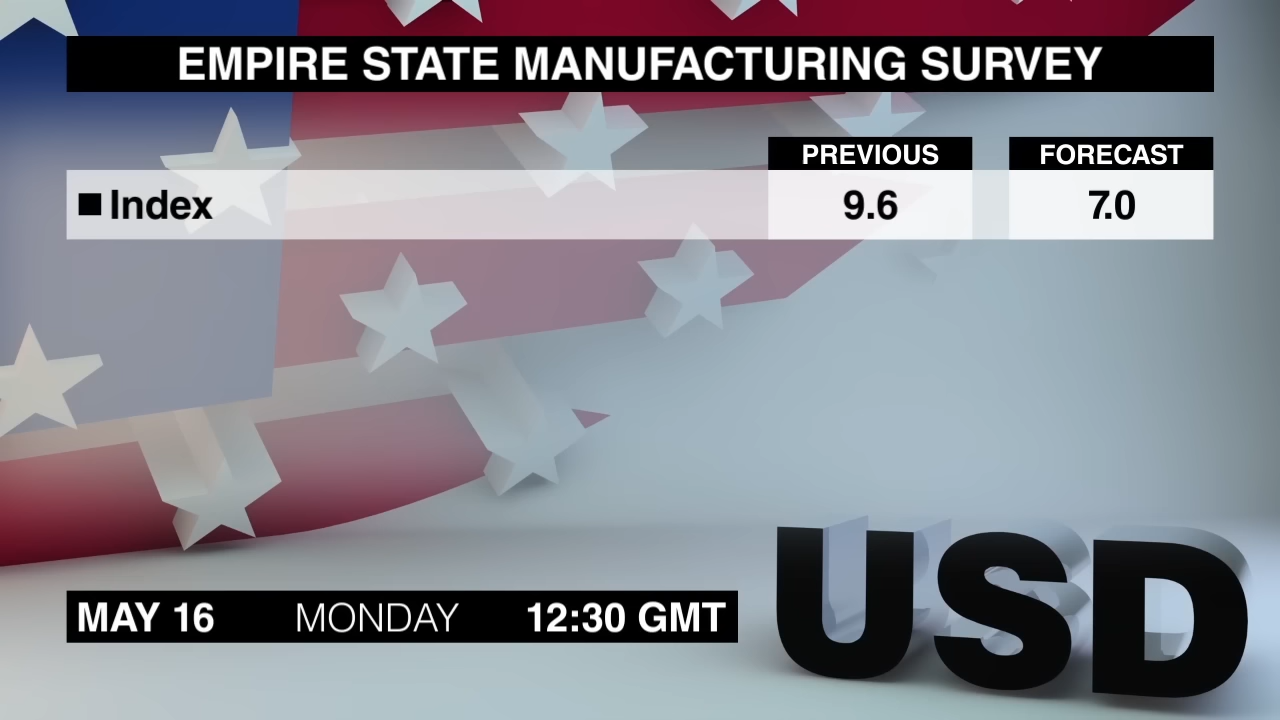 EMPIRE STATE MANUFACTURING SURVEY
PREVIOUS FORECAST
Index 9.6 7.0
MAY 16 MONDAY 12:30 GMT
USD